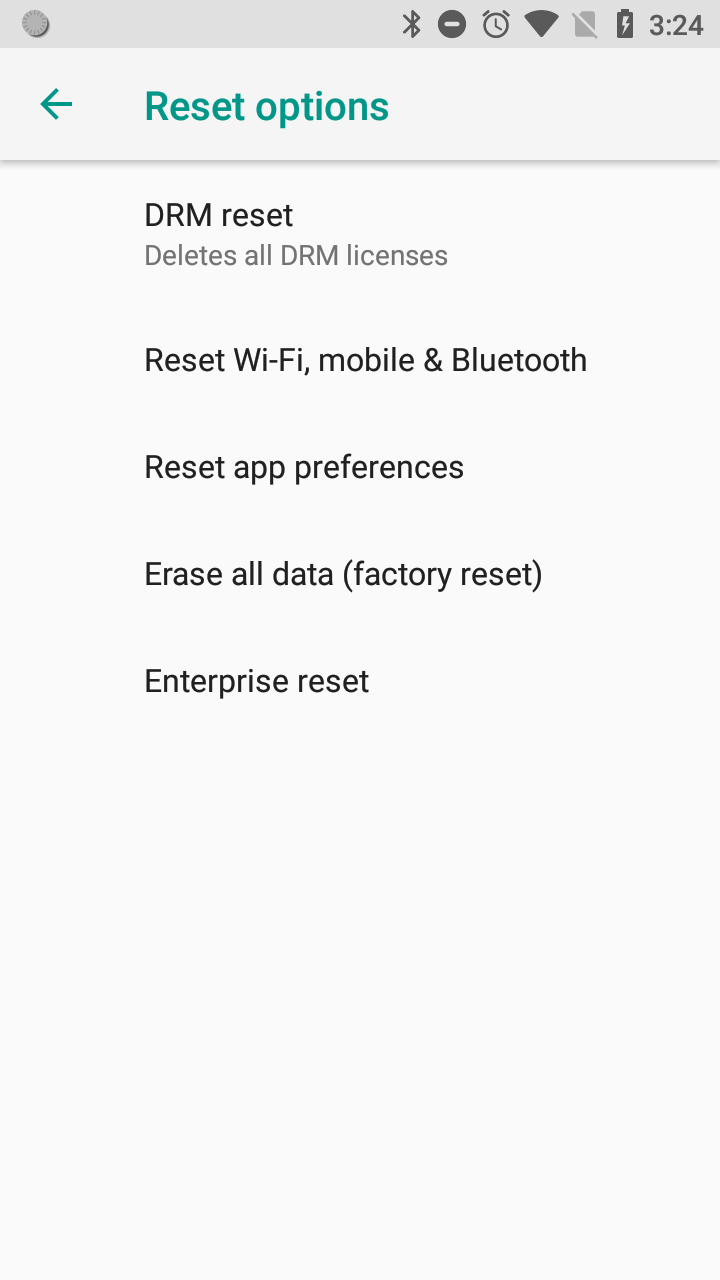 3:24
Reset options
DRM reset
Deletes all DRM licenses
Reset Wi-Fi, mobile & Bluetooth
Reset app preferences
Erase all data (factory reset)
Enterprise reset